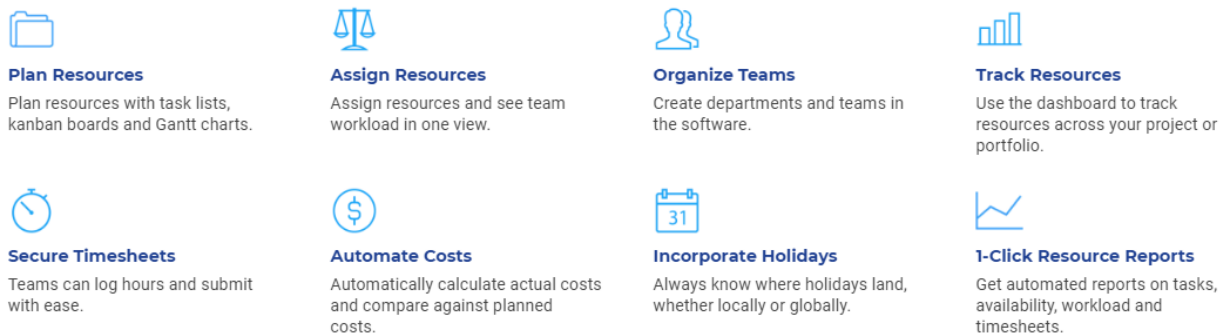 Plan Resources
Plan resources with task lists,
kanban boards and Gantt charts.
Assign Resources
Assign resources and see team
workload in one view.
Organize Teams
Create departments and teams in
the software.
Track Resources
Use the dashboard to track
resources across your project or
portfolio.
Secure Timesheets
Teams can log hours and submit
with ease.
Automate Costs
Automatically calculate actual costs
and compare against planned
costs.
31
Incorporate Holidays
Always know where holidays land,
whether locally or globally.
1-Click Resource Reports
Get automated reports on tasks,
availability, workload and
timesheets.